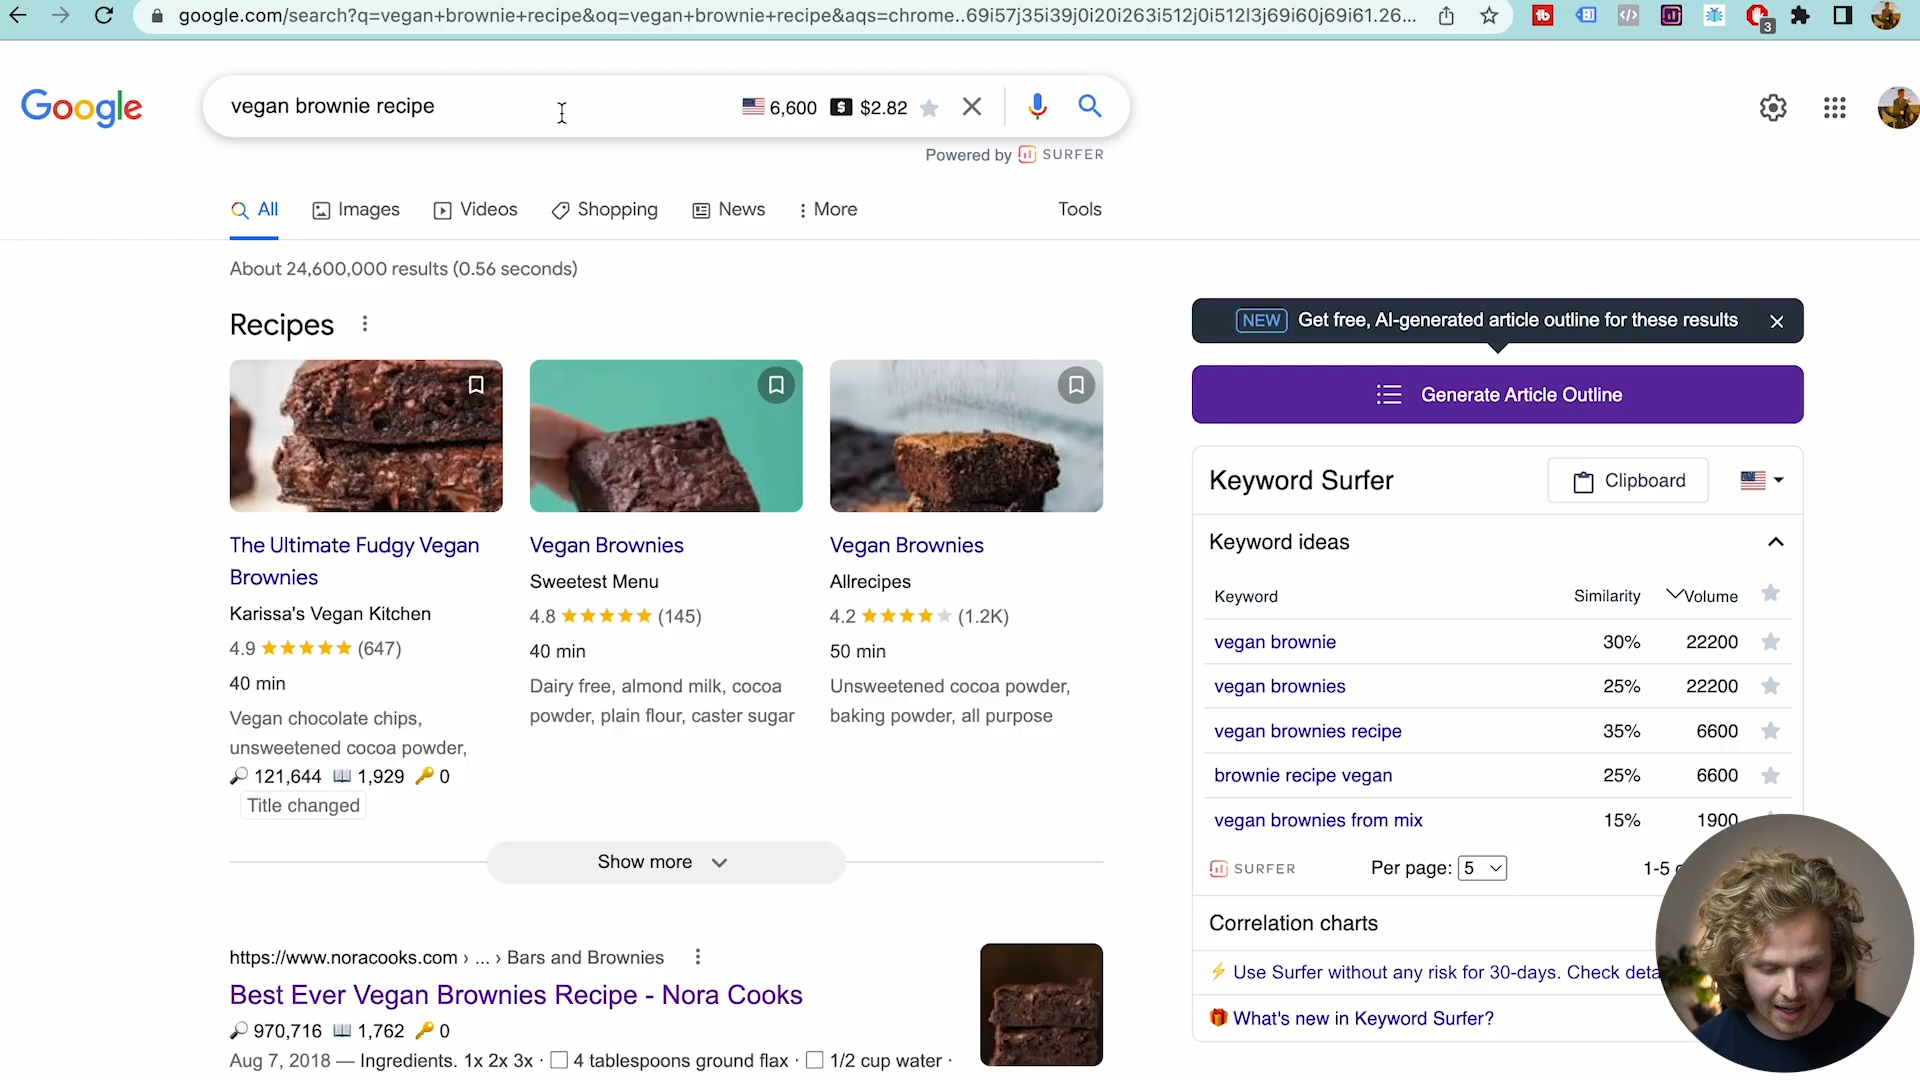 google.com/search?q=vegan+brownie+recipe&oq=vegan+brownie+recipe&aqs=chrome..69i57j35i39j0i20i263i512j0i512l3j69i60j69i61.26...
3
Google
vegan brownie recipe
6,600 $ $2.82
Powered by SURFER
All Images Videos Shopping News More Tools
About 24,600,000 results (0.56 seconds)
Recipes
The Ultimate Fudgy Vegan
Brownies
Karissa's Vegan Kitchen
4.9 (647)
40 min
Vegan chocolate chips,
unsweetened cocoa powder,
121,644 1,929 0
Title changed
Vegan Brownies
Sweetest Menu
4.8 (145)
40 min
Dairy free, almond milk, cocoa
powder, plain flour, caster sugar
Vegan Brownies
Allrecipes
4.2 (1.2K)
50 min
Unsweetened cocoa powder,
baking powder, all purpose
Show more
https://www.noracooks.com › ... › Bars and Brownies
Best Ever Vegan Brownies Recipe - Nora Cooks
970,716 1,762 0
Aug 7, 2018 — Ingredients. 1x 2x 3x · 4 tablespoons ground flax · 1/2 cup water ·
NEW Get free, AI-generated article outline for these results
Generate Article Outline
Keyword Surfer Clipboard
Keyword ideas
Keyword Similarity Volume
vegan brownie 30% 22200
vegan brownies 25% 22200
vegan brownies recipe 35% 6600
brownie recipe vegan 25% 6600
vegan brownies from mix 15% 1900
SURFER Per page: 5 1-5
Correlation charts
Use Surfer without any risk for 30-days. Check
What's new in Keyword Surfer?